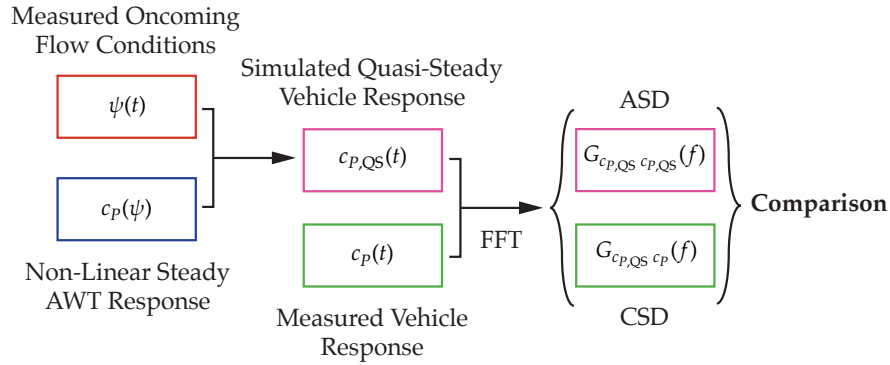 Measured Oncoming
Flow Conditions
ψ(t)
c_P(ψ)
Non-Linear Steady
AWT Response
Simulated Quasi-Steady
Vehicle Response
c_{P,QS}(t)
c_P(t)
Measured Vehicle
Response
FFT
ASD
G_{c_{P,QS} c_{P,QS}}(f)
G_{c_{P,QS} c_P}(f)
CSD
Comparison